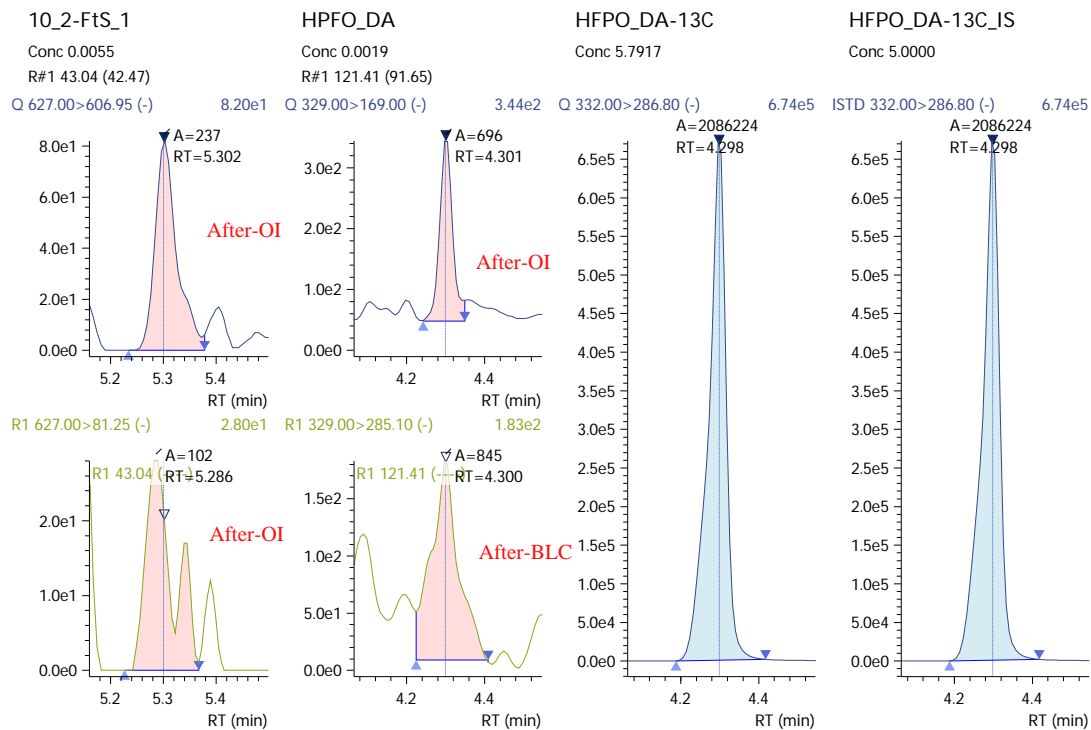 10_2-FtS_1
Conc 0.0055
R#1 43.04 (42.47)
Q 627.00>606.95 (-) 8.20e1
A=237
RT=5.302
8.0e1
6.0e1
4.0e1
2.0e1
0.0e0
After-OI
5.2 5.3 5.4
RT (min)
R1 627.00>81.25 (-) 2.80e1
A=102
R1 43.04 (
RT=5.286
2.0e1
1.0e1
0.0e0
After-OI
5.2 5.3 5.4
RT (min)
HPFO_DA
Conc 0.0019
R#1 121.41 (91.65)
Q 329.00>169.00 (-) 3.44e2
A=696
RT=4.301
3.0e2
2.0e2
1.0e2
0.0e0
After-OI
4.2 4.4
RT (min)
R1 329.00>285.10 (-) 1.83e2
A=845
R1 121.41 (
RT=4.300
1.5e2
1.0e2
5.0e1
0.0e0
After-BLC
4.2 4.4
RT (min)
HFPO_DA-13C
Conc 5.7917
Q 332.00>286.80 (-) 6.74e5
A=2086224
RT=4.298
6.5e5
6.0e5
5.5e5
5.0e5
4.5e5
4.0e5
3.5e5
3.0e5
2.5e5
2.0e5
1.5e5
1.0e5
5.0e4
0.0e0
4.2 4.4
RT (min)
HFPO_DA-13C_IS
Conc 5.0000
ISTD 332.00>286.80 (-) 6.74e5
A=2086224
RT=4.298
6.5e5
6.0e5
5.5e5
5.0e5
4.5e5
4.0e5
3.5e5
3.0e5
2.5e5
2.0e5
1.5e5
1.0e5
5.0e4
0.0e0
4.2 4.4
RT (min)